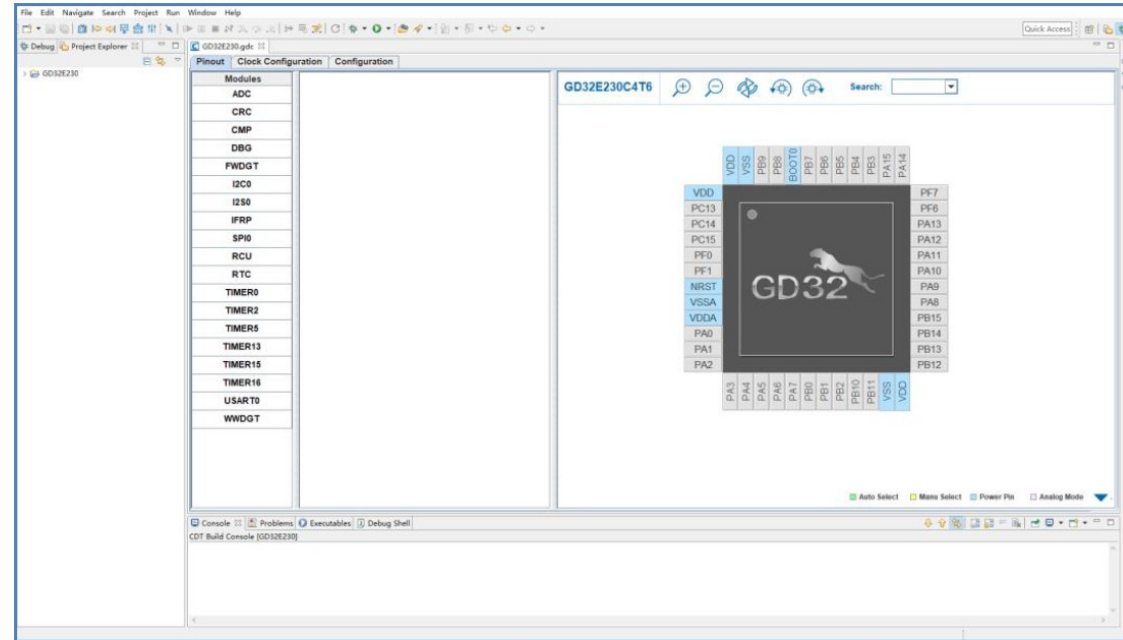 File Edit Navigate Search Project Run Window Help
Quick Access
Debug Project Explorer
GD32E230.gdc
GD32E230
Pinout Clock Configuration Configuration
Modules
ADC
CRC
CMP
DBG
FWDGT
I2C0
I2S0
IFRP
SPI0
RCU
RTC
TIMER0
TIMER2
TIMER5
TIMER13
TIMER15
TIMER16
USART0
WWDGT
GD32E230C4T6 Search:
VDD VSS PB9 PB8 BOOT0 PB7 PB6 PB5 PB4 PB3 PA15 PA14
VDD PF7
PC13 PF6
PC14 PA13
PC15 PA12
PF0 PA11
PF1 PA10
NRST PA9
VSSA PA8
VDDA PB15
PA0 PB14
PA1 PB13
PA2 PB12
GD32
PA3 PA4 PA5 PA6 PA7 PB0 PB1 PB2 PB10 PB11 VSS VDD
Auto Select Manu Select Power Pin Analog Mode
Console Problems Executables Debug Shell
CDT Build Console [GD32E230]